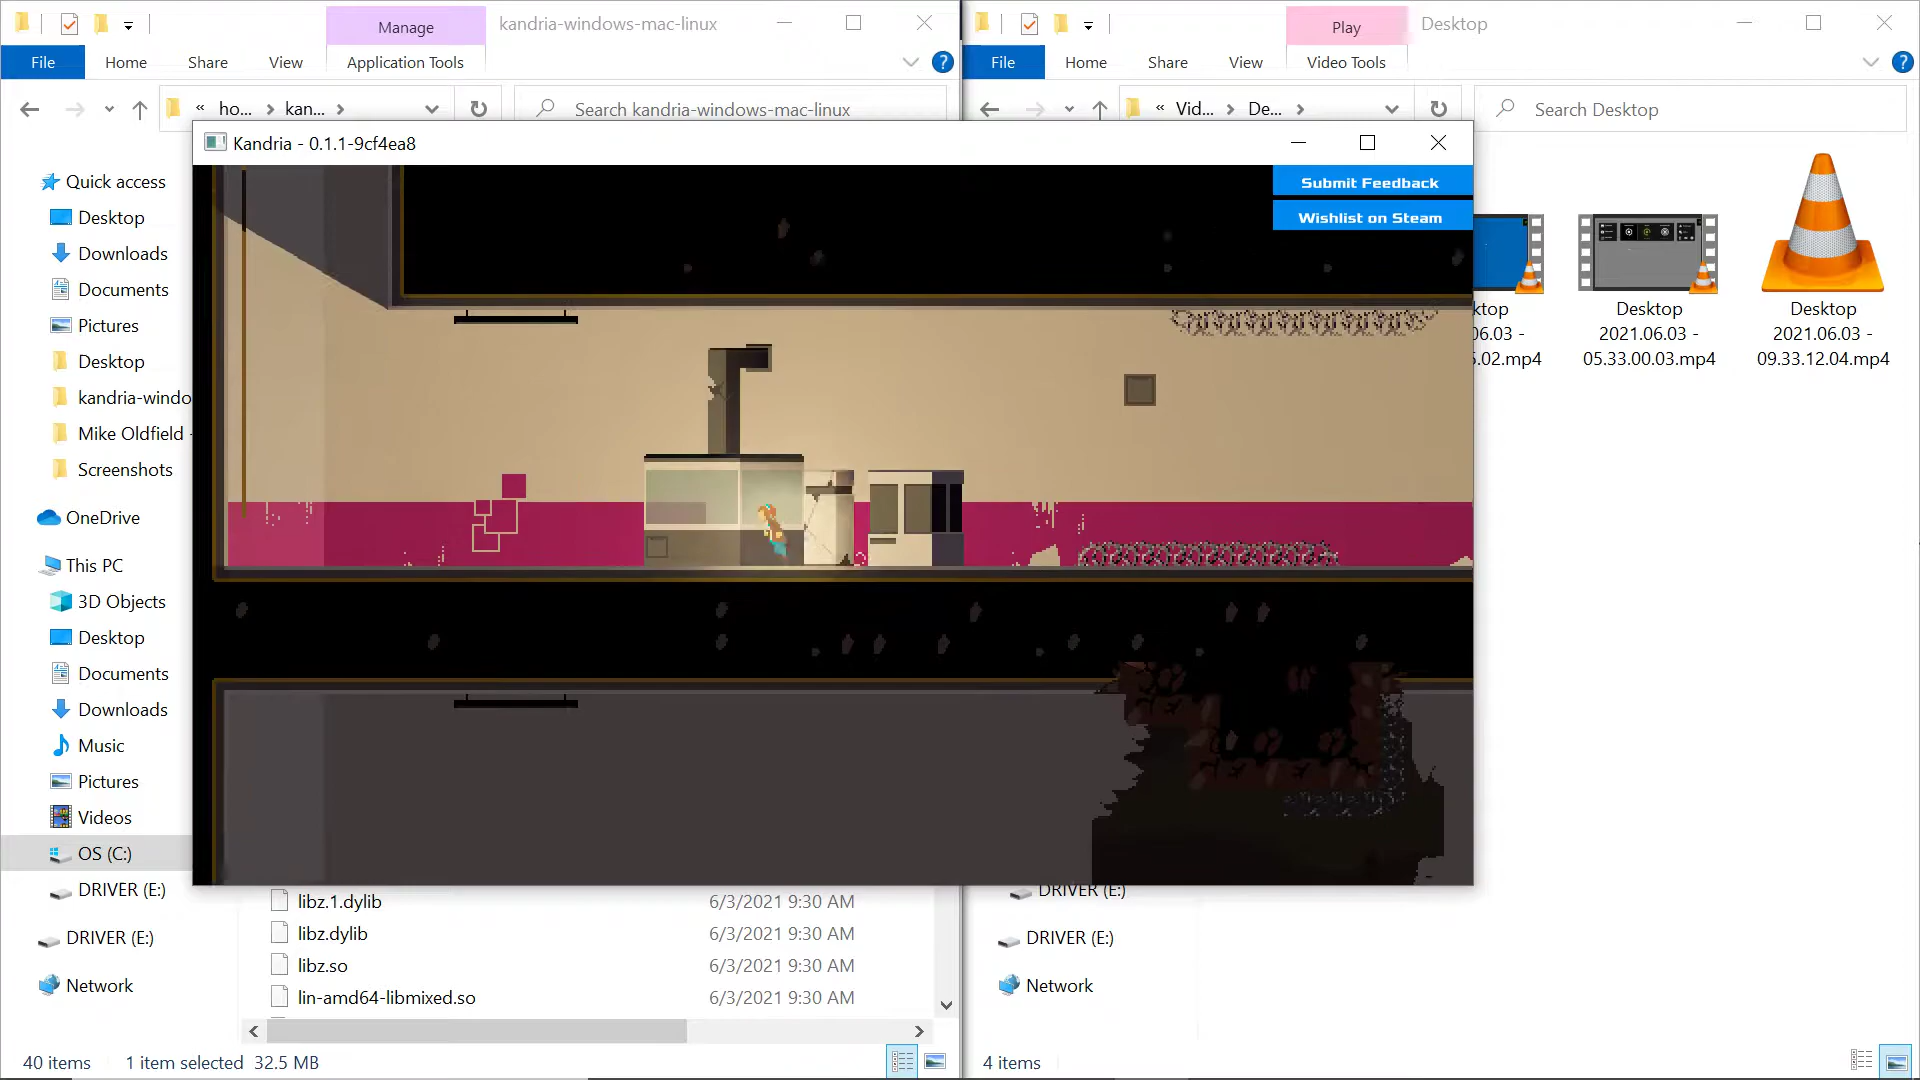 Manage
kandria-windows-mac-linux
File
Home
Share
View
Application Tools
?
« ho... > kan... >
Search kandria-windows-mac-linux
Play
Desktop
File
Home
Share
View
Video Tools
?
« Vid... > De... >
Search Desktop
Kandria - 0.1.1-9cf4ea8
Submit Feedback
Wishlist on Steam
Quick access
Desktop
Downloads
Documents
Pictures
Desktop
kandria-windo
Mike Oldfield -
Screenshots
OneDrive
This PC
3D Objects
Desktop
Documents
Downloads
Music
Pictures
Videos
OS (C:)
DRIVER (E:)
DRIVER (E:)
Network
libz.1.dylib 6/3/2021 9:30 AM
libz.dylib 6/3/2021 9:30 AM
libz.so 6/3/2021 9:30 AM
lin-amd64-libmixed.so 6/3/2021 9:30 AM
40 items 1 item selected 32.5 MB
ktop
06.03 -
5.02.mp4
Desktop
2021.06.03 -
05.33.00.03.mp4
Desktop
2021.06.03 -
09.33.12.04.mp4
DRIVER (E:)
DRIVER (E:)
Network
4 items